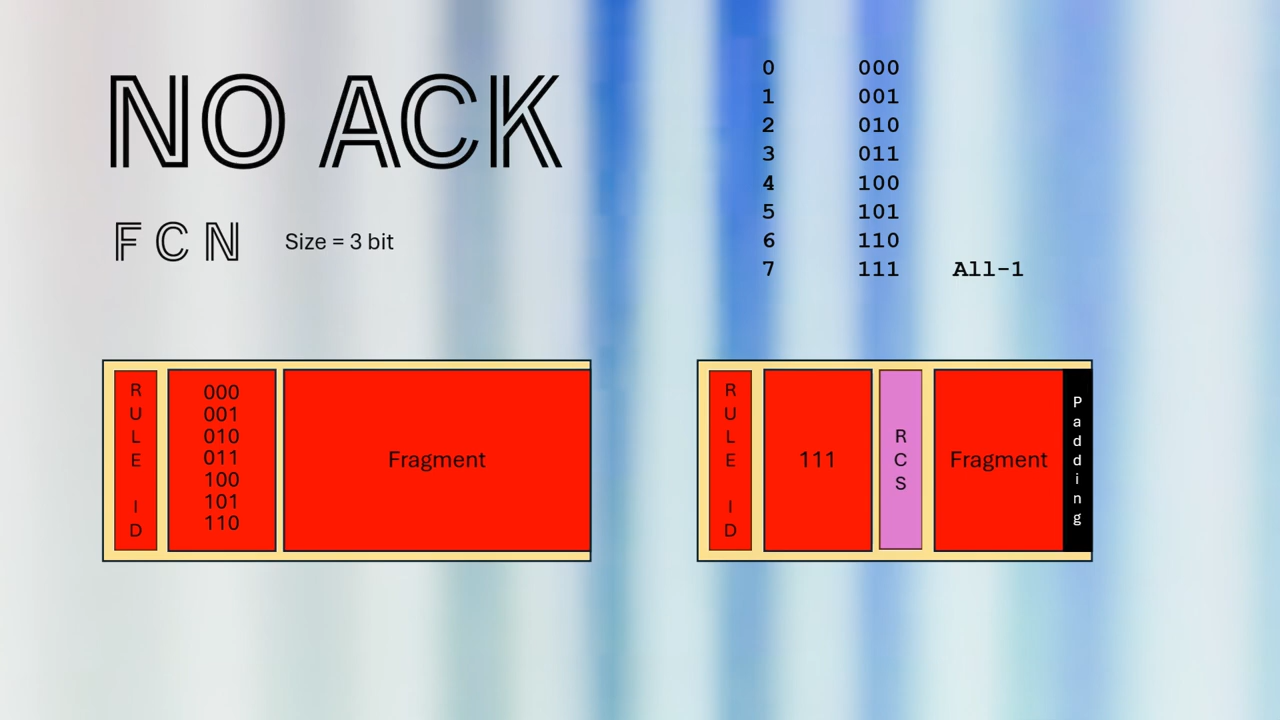 NO ACK
FCN Size = 3 bit
0 000
1 001
2 010
3 011
4 100
5 101
6 110
7 111 All-1
RULE ID
000
001
010
011
100
101
110
Fragment
RULE ID
111
RCS
Fragment
Padding